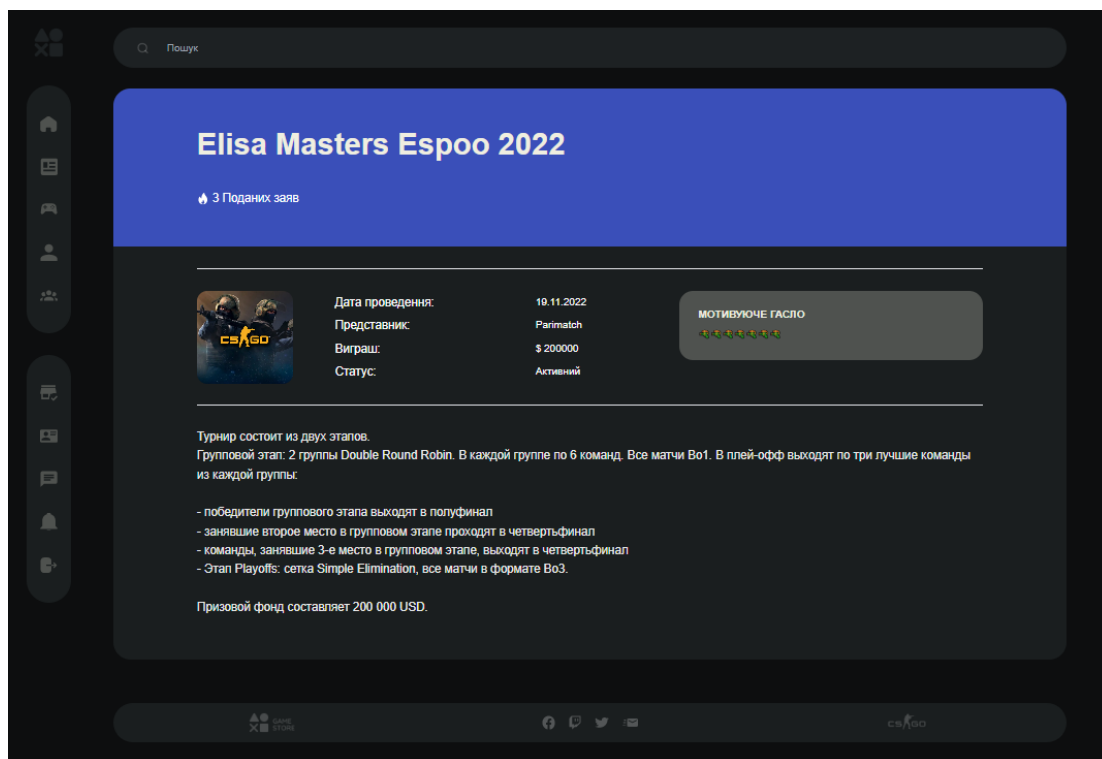 Пошук
Elisa Masters Espoo 2022
3 Поданих заяв
CS GO
Дата проведення: 19.11.2022
Представник: Parimatch
Виграш: $ 200000
Статус: Активний
МОТИВУЮЧЕ ГАСЛО
Турнир состоит из двух этапов.
Групповой этап: 2 группы Double Round Robin. В каждой группе по 6 команд. Все матчи Bo1. В плей-офф выходят по три лучшие команды
из каждой группы:
- победители группового этапа выходят в полуфинал
- занявшие второе место в групповом этапе проходят в четвертьфинал
- команды, занявшие 3-е место в групповом этапе, выходят в четвертьфинал
- Этап Playoffs: сетка Simple Elimination, все матчи в формате Bo3.
Призовой фонд составляет 200 000 USD.
GAME
STORE
CS GO